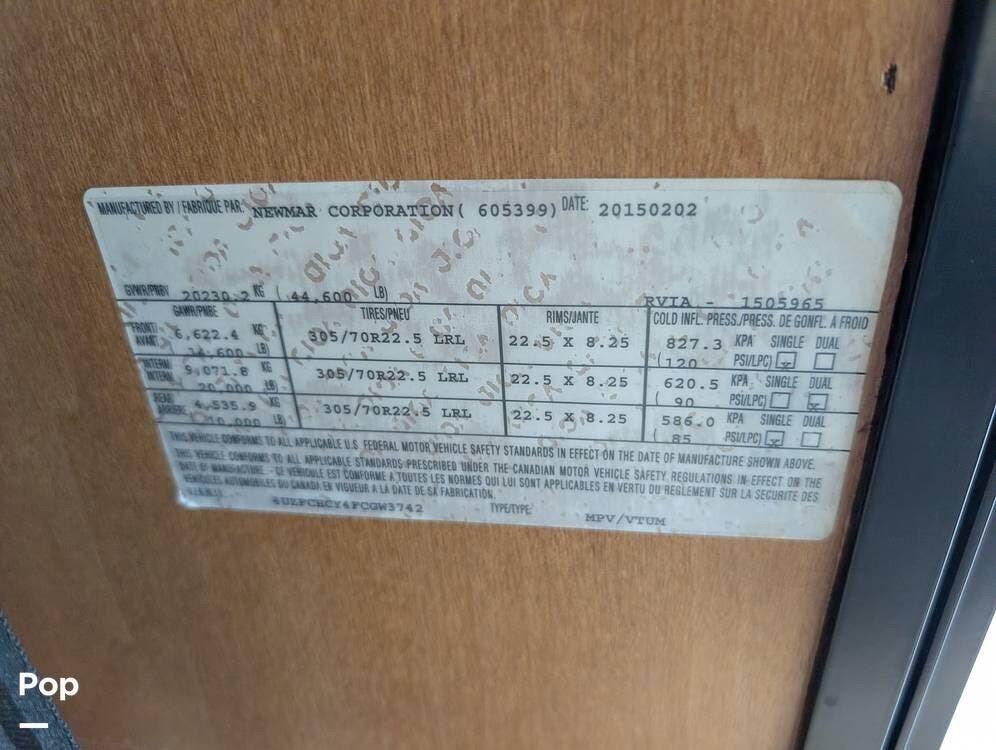 MANUFACTURED BY / FABRIQUE PAR NEWMAR CORPORATION( 605399) DATE: 20150202
GVWR/PNBV 20230.2 KG ( 44,600 LB)
RVIA - 1505965
GAWR/PNBE TIRES/PNEU RIMS/JANTE COLD INFL. PRESS./PRESS. DE GONFL. A FROID
FRONT/ AVANT 6,622.4 KG 305/70R22.5 LRL 22.5 X 8.25 827.3 KPA SINGLE DUAL
14,600 LB) (120 PSI/LPC) x
INTERM/ INTERM 9,071.8 KG 305/70R22.5 LRL 22.5 X 8.25 620.5 KPA SINGLE DUAL
( 20,000 LB) ( 90 PSI/LPC) x
REAR/ ARRIERE 4,535.9 KG 305/70R22.5 LRL 22.5 X 8.25 586.0 KPA SINGLE DUAL
10,000 LB) ( 85 PSI/LPC) x
THIS VEHICLE CONFORMS TO ALL APPLICABLE U.S. FEDERAL MOTOR VEHICLE SAFETY STANDARDS IN EFFECT ON THE DATE OF MANUFACTURE SHOWN ABOVE.
THIS VEHICLE CONFORMS TO ALL APPLICABLE STANDARDS PRESCRIBED UNDER THE CANADIAN MOTOR VEHICLE SAFETY REGULATIONS IN EFFECT ON THE
DATE OF MANUFACTURE - CE VEHICULE EST CONFORME A TOUTES LES NORMES QUI LUI SONT APPLICABLES EN VERTU DU REGLEMENT SUR LA SECURITE DES
VEHICULES AUTOMOBILES DU CANADA EN VIGUEUR A LA DATE DE SA FABRICATION.
4UZFCHCY4FCGW3742 TYPE/TYPE: MPV/VTUM
Pop